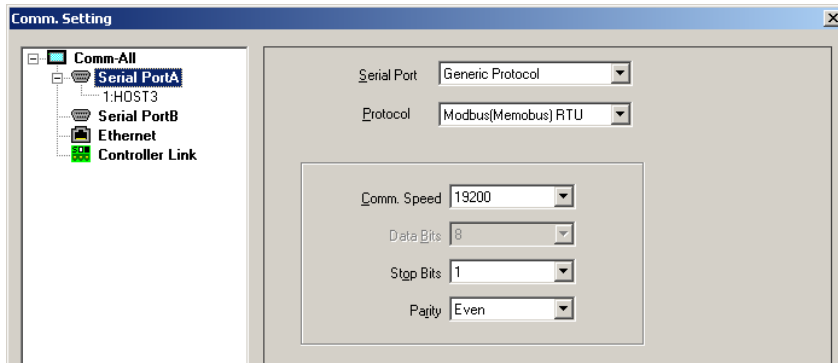 Comm. Setting
Comm-All
Serial PortA
1:HOST3
Serial PortB
Ethernet
Controller Link
Serial Port Generic Protocol
Protocol Modbus(Memobus) RTU
Comm. Speed 19200
Data Bits 8
Stop Bits 1
Parity Even